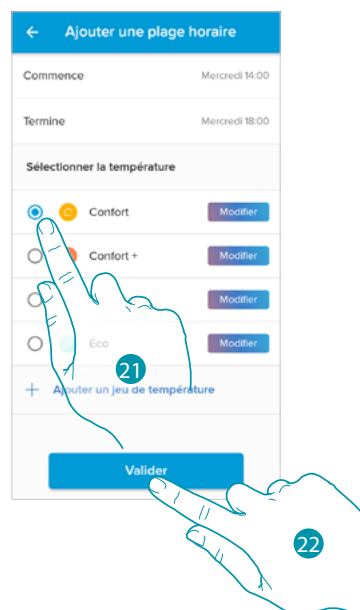 ← Ajouter une plage horaire
Commence Mercredi 14:00
Termine Mercredi 18:00
Sélectionner la température
Confort Modifier
Confort + Modifier
Modifier
Éco Modifier
+ Ajouter un jeu de température
21
Valider
22